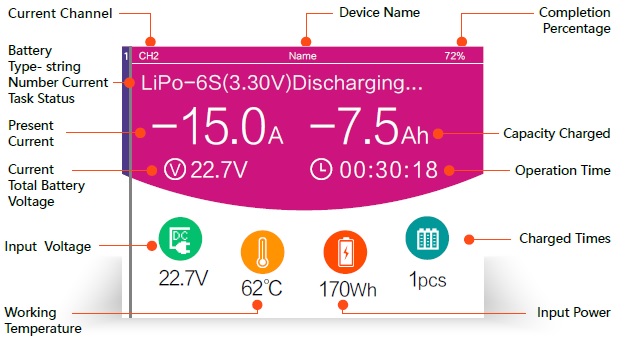 Current Channel
Device Name
Completion
Percentage
Battery
Type- string
Number Current
Task Status
1
CH2
Name
72%
LiPo-6S(3.30V)Discharging...
Present
Current
-15.0A
-7.5Ah
Capacity Charged
Current
Total Battery
Voltage
V 22.7V
00:30:18
Operation Time
Input Voltage
DC
22.7V
62°C
170Wh
1pcs
Charged Times
Working
Temperature
Input Power